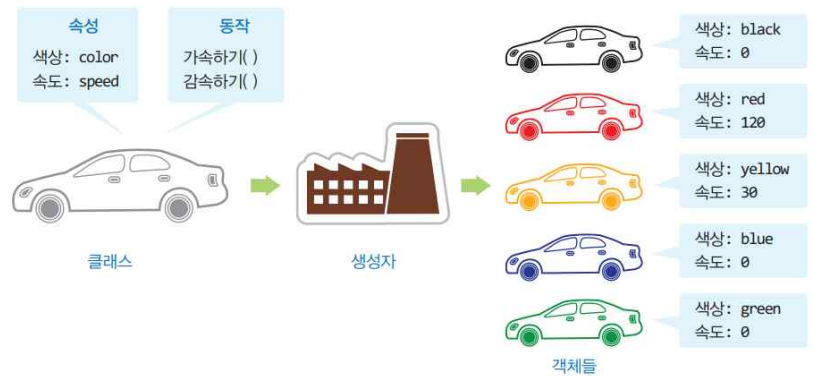 속성
색상: color
속도: speed
동작
가속하기( )
감속하기( )
클래스
생성자
색상: black
속도: 0
색상: red
속도: 120
색상: yellow
속도: 30
색상: blue
속도: 0
색상: green
속도: 0
객체들